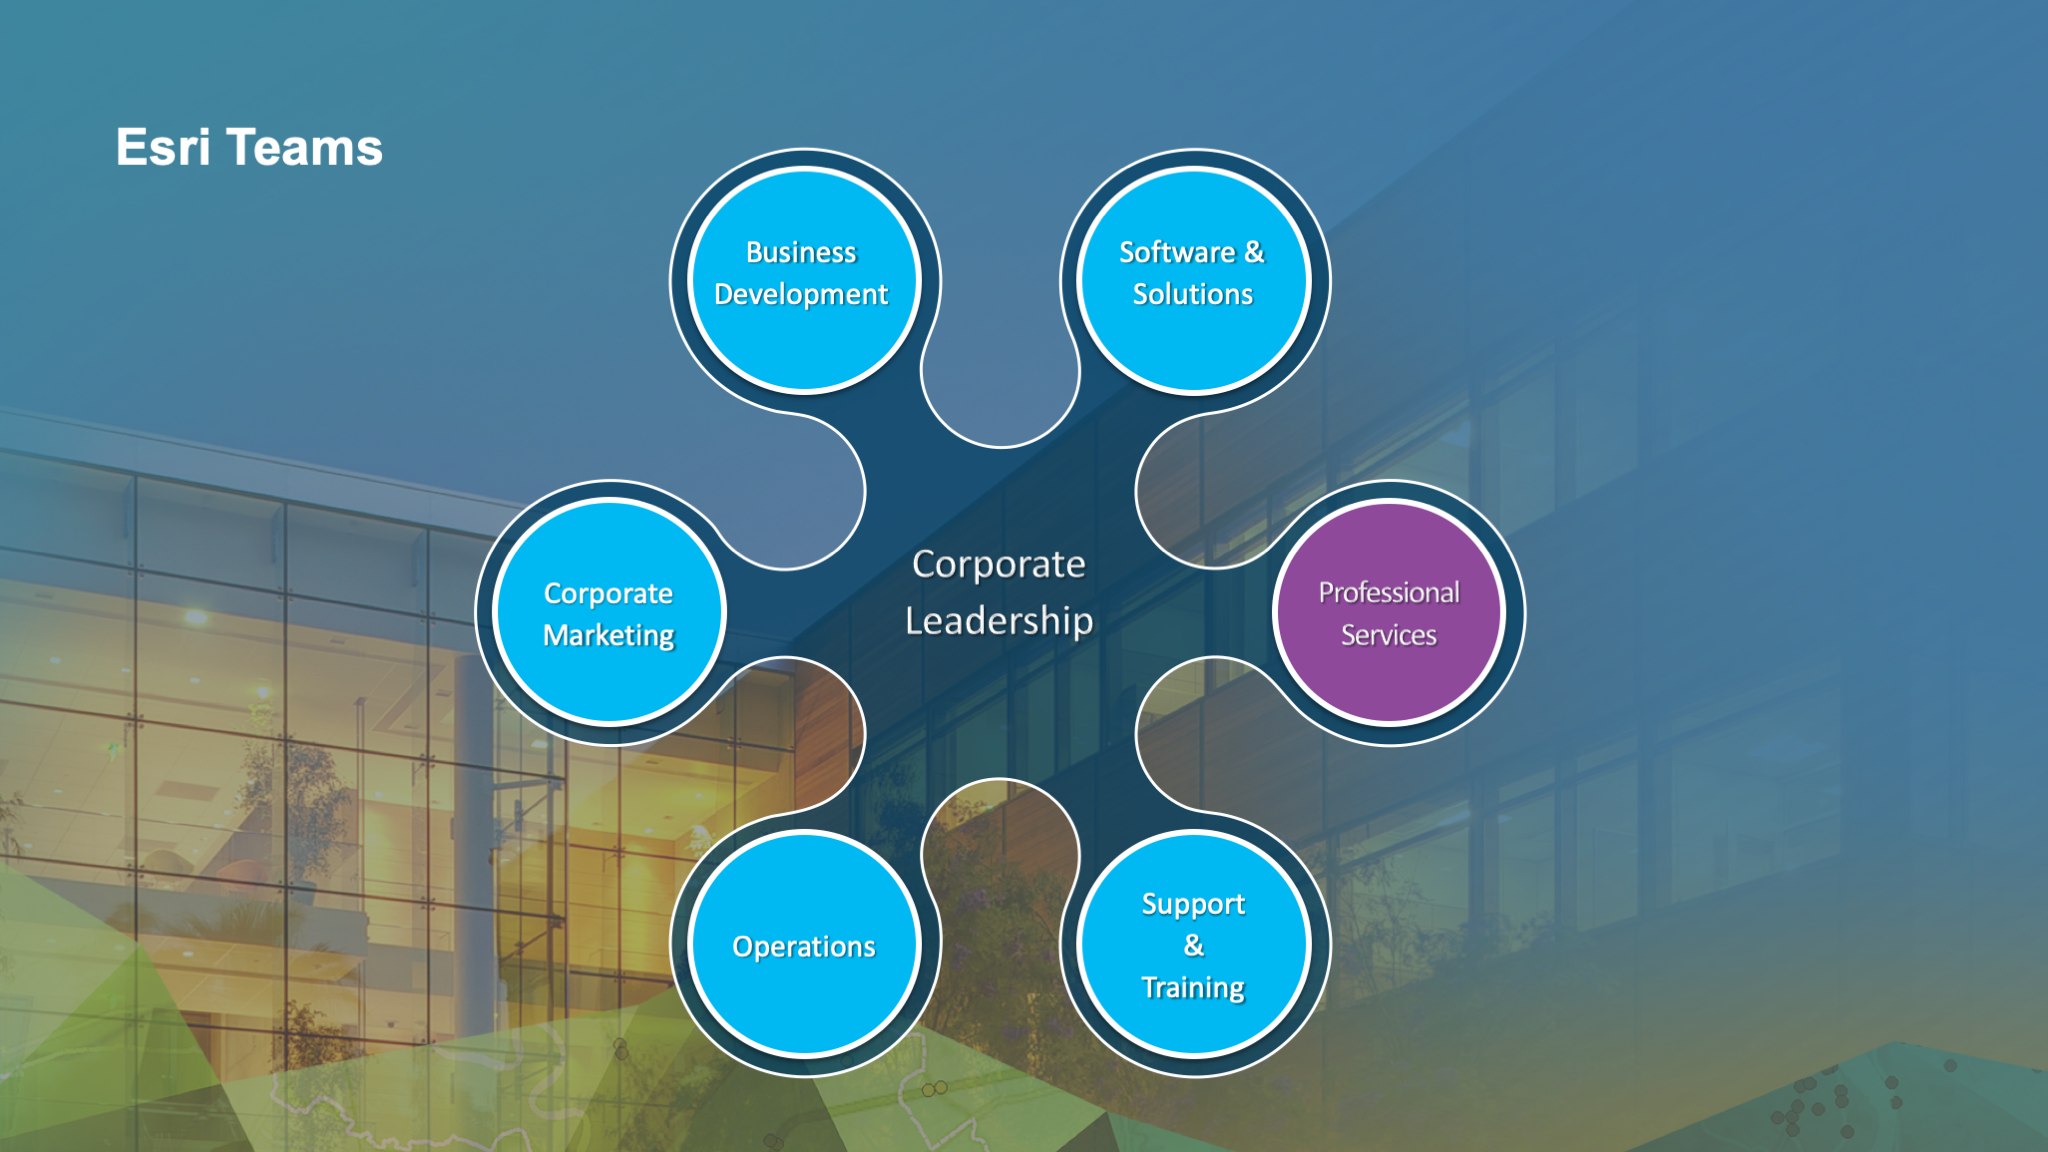 Esri Teams
Business
Development
Software &
Solutions
Corporate
Marketing
Corporate
Leadership
Professional
Services
Operations
Support
&
Training